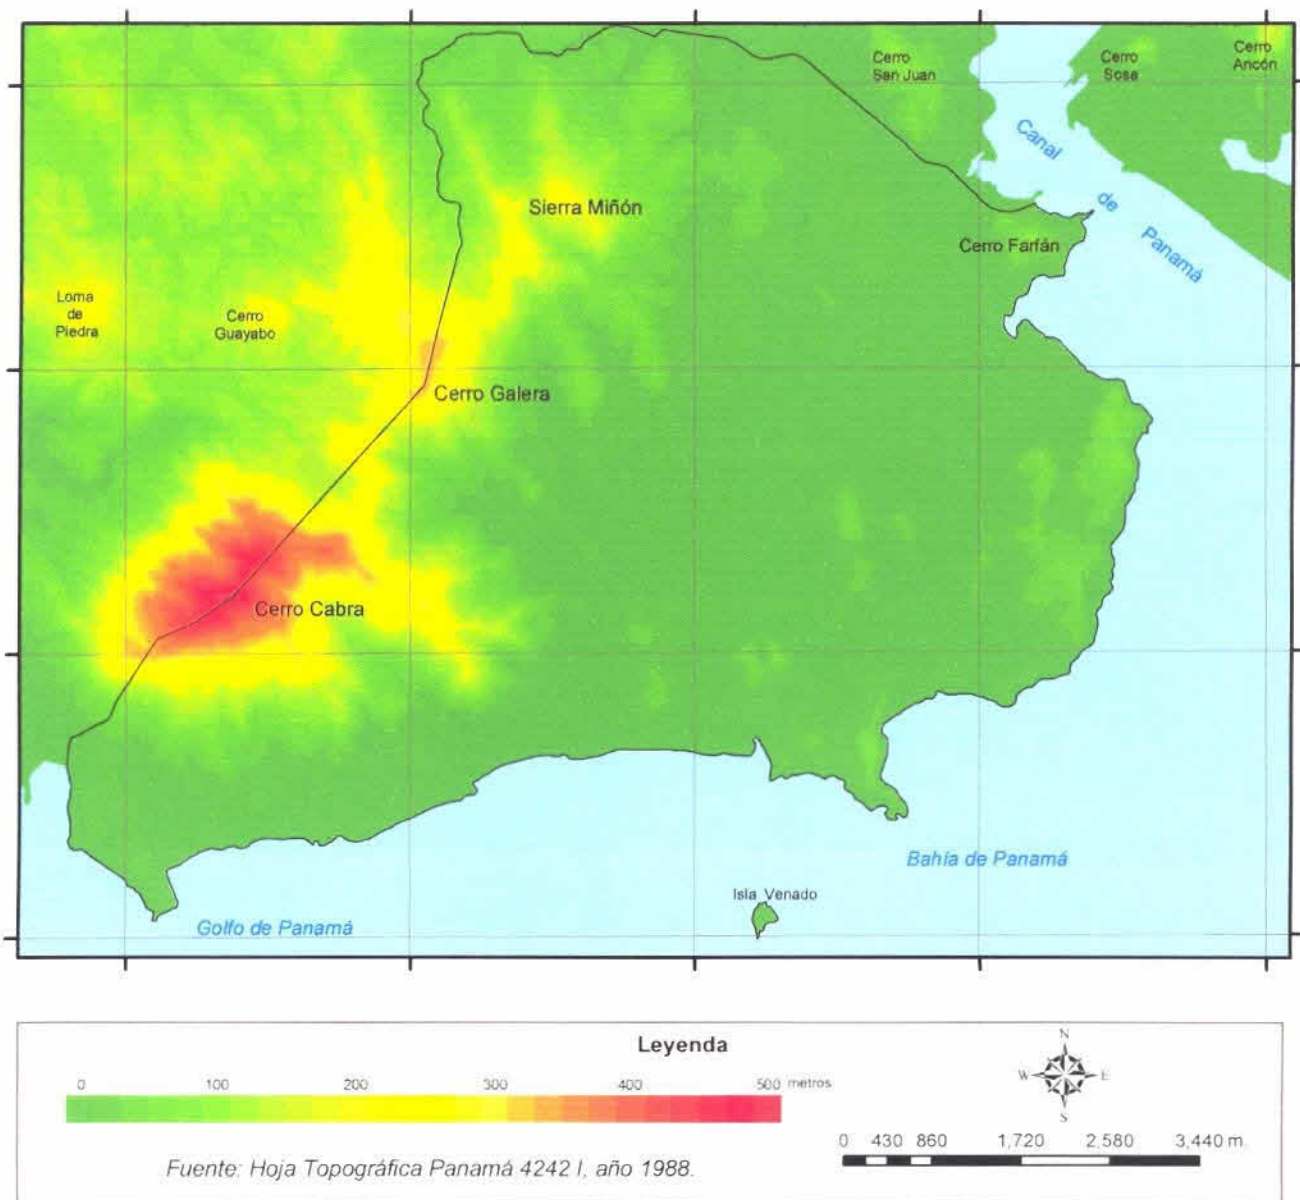 Cerro
San Juan
Cerro
Sosa
Cerro
Ancón
Canal
de
Panamá
Sierra Miñón
Cerro Farfán
Loma
de
Piedra
Cerro
Guayabo
Cerro Galera
Cerro Cabra
Bahía de Panamá
Isla Venado
Golfo de Panamá
Leyenda
0 100 200 300 400 500 metros
N
W E
S
0 430 860 1,720 2,580 3,440 m.
Fuente: Hoja Topográfica Panamá 4242 I, año 1988.